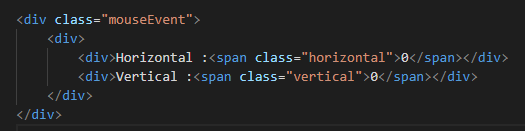 <div class="mouseEvent">
    <div>
        <div>Horizontal :<span class="horizontal">0</span></div>
        <div>Vertical :<span class="vertical">0</span></div>
    </div>
</div>